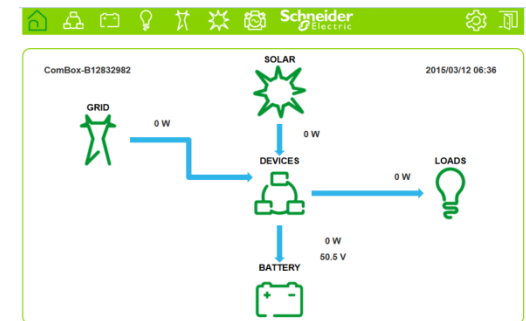 Schneider
Electric
ComBox-B12832982
SOLAR
2015/03/12 06:36
GRID
0 W
0 W
DEVICES
LOADS
0 W
0 W
50.5 V
BATTERY